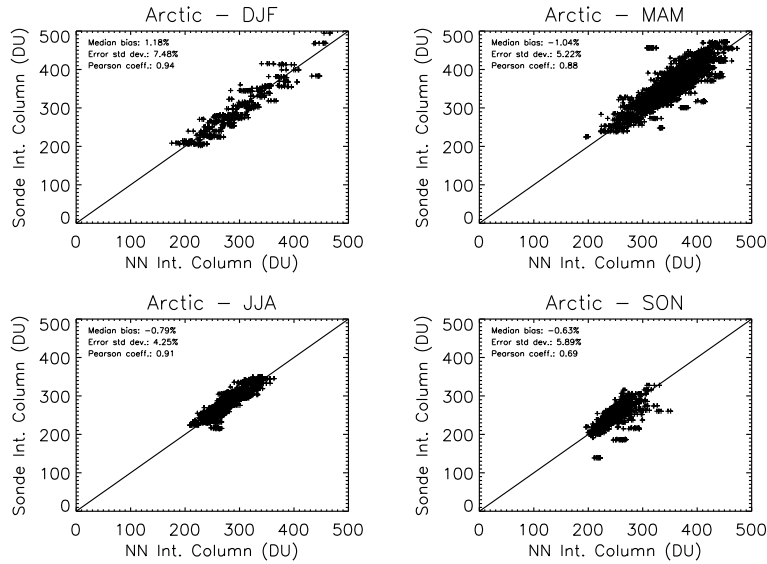 Arctic – DJF
Median bias: 1.18%
Error std dev.: 7.48%
Pearson coeff.: 0.94
Sonde Int. Column (DU)
500
400
300
200
100
0
0 100 200 300 400 500
NN Int. Column (DU)
Arctic – MAM
Median bias: −1.04%
Error std dev.: 5.22%
Pearson coeff.: 0.88
Sonde Int. Column (DU)
500
400
300
200
100
0
0 100 200 300 400 500
NN Int. Column (DU)
Arctic – JJA
Median bias: −0.79%
Error std dev.: 4.25%
Pearson coeff.: 0.91
Sonde Int. Column (DU)
500
400
300
200
100
0
0 100 200 300 400 500
NN Int. Column (DU)
Arctic – SON
Median bias: −0.63%
Error std dev.: 5.89%
Pearson coeff.: 0.69
Sonde Int. Column (DU)
500
400
300
200
100
0
0 100 200 300 400 500
NN Int. Column (DU)